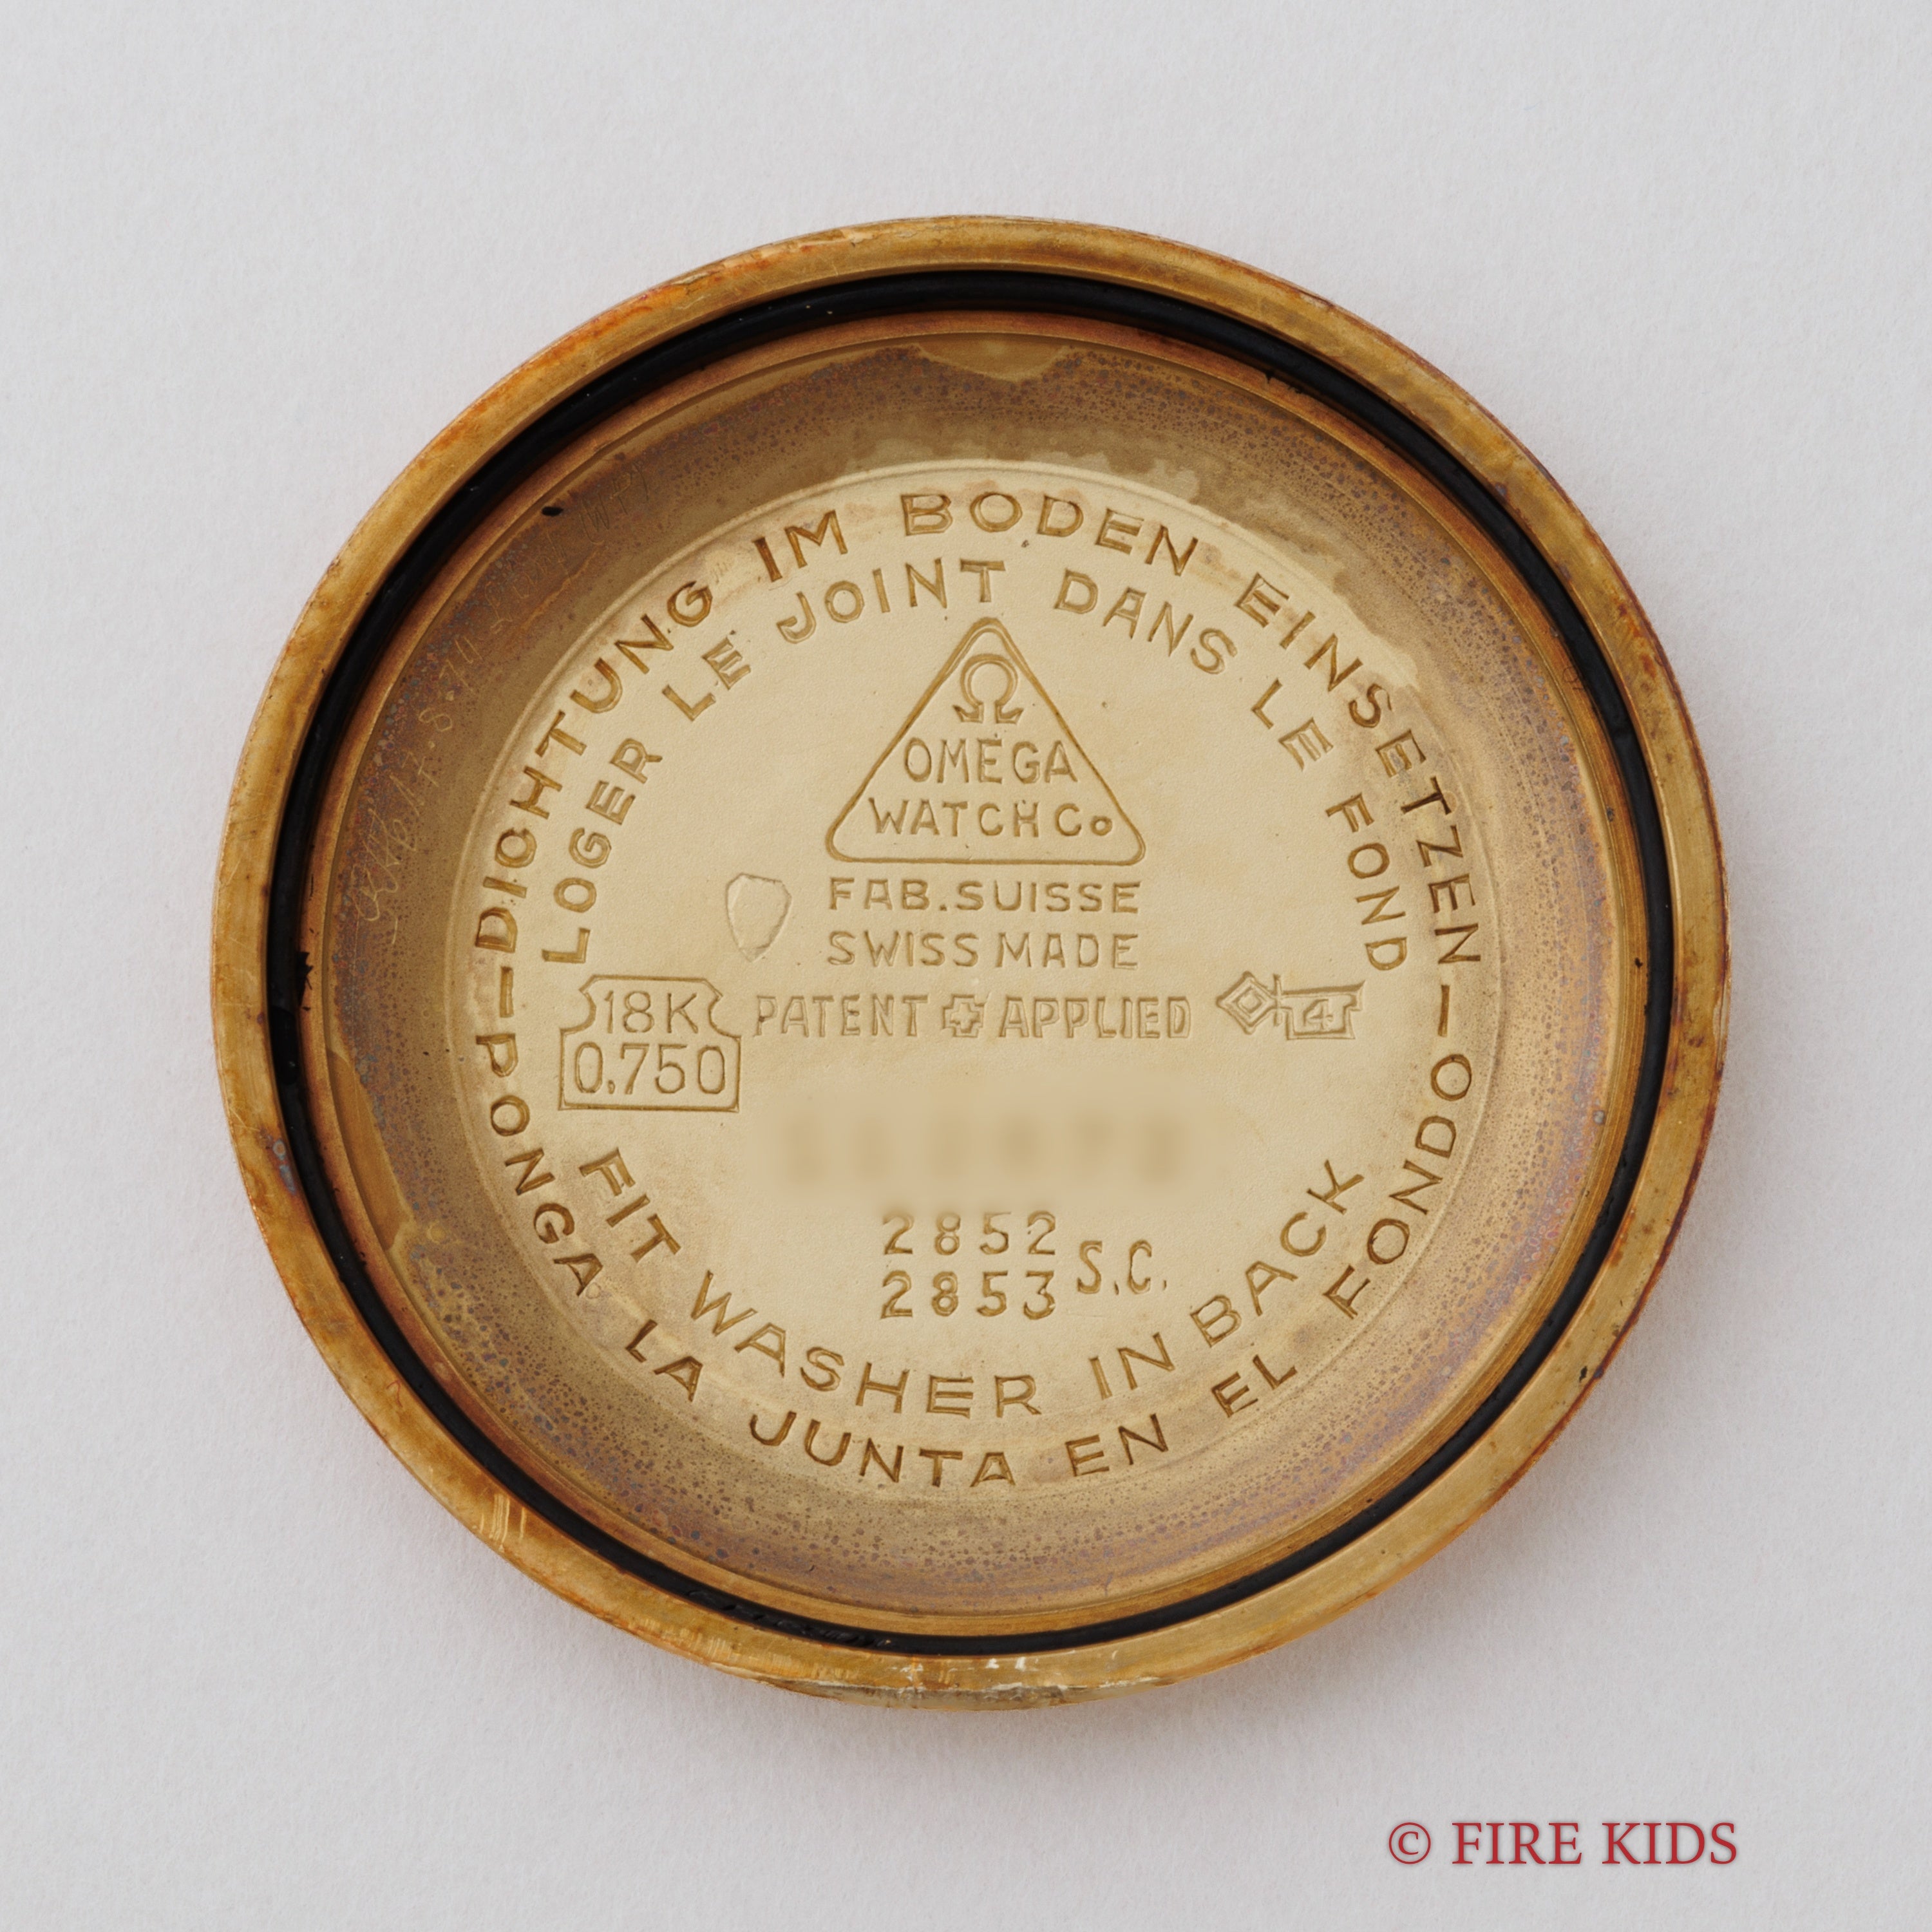 –DICHTUNG IM BODEN EINSETZEN–
LOGER LE JOINT DANS LE FOND
Ω
OMEGA
WATCH Co
FAB. SUISSE
SWISS MADE
PATENT ✚ APPLIED
4
18K
0.750
2852
2853
S.C.
FIT WASHER IN BACK
PONGA LA JUNTA EN EL FONDO
© FIRE KIDS